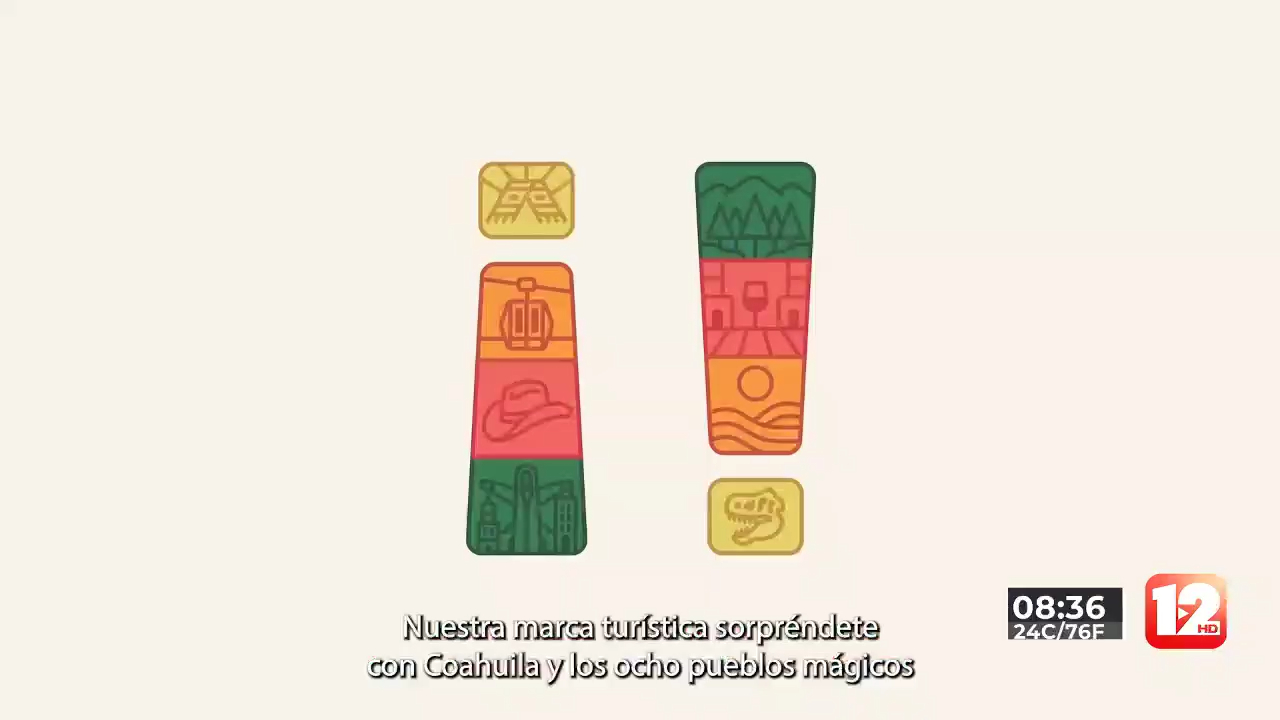 Nuestra marca turística sorpréndete
con Coahuila y los ocho pueblos mágicos
08:36
24C/76F
12
HD